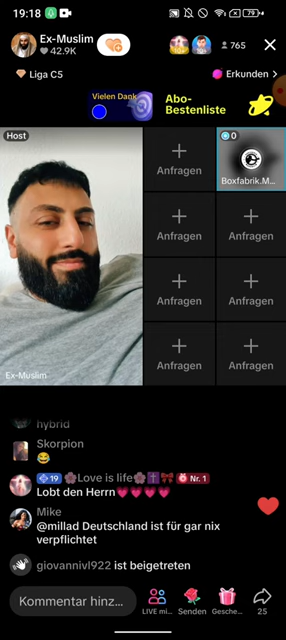 19:18
79
Ex-Muslim
42.9K
765
Liga C5
Erkunden >
Vielen Dank
Abo-
Bestenliste
Host
Anfragen
0
Boxfabrik.M...
Anfragen
Anfragen
Anfragen
Anfragen
Anfragen
Anfragen
Ex-Muslim
hybrid
Skorpion
😂
19 🌸Love is life🌸✝️🎀 Nr. 1
Lobt den Herrn💗💗💗💗
Mike
@millad Deutschland ist für gar nix
verpflichtet
giovannivl922 ist beigetreten
Kommentar hinz...
LIVE mi...
Senden
Gesche...
25